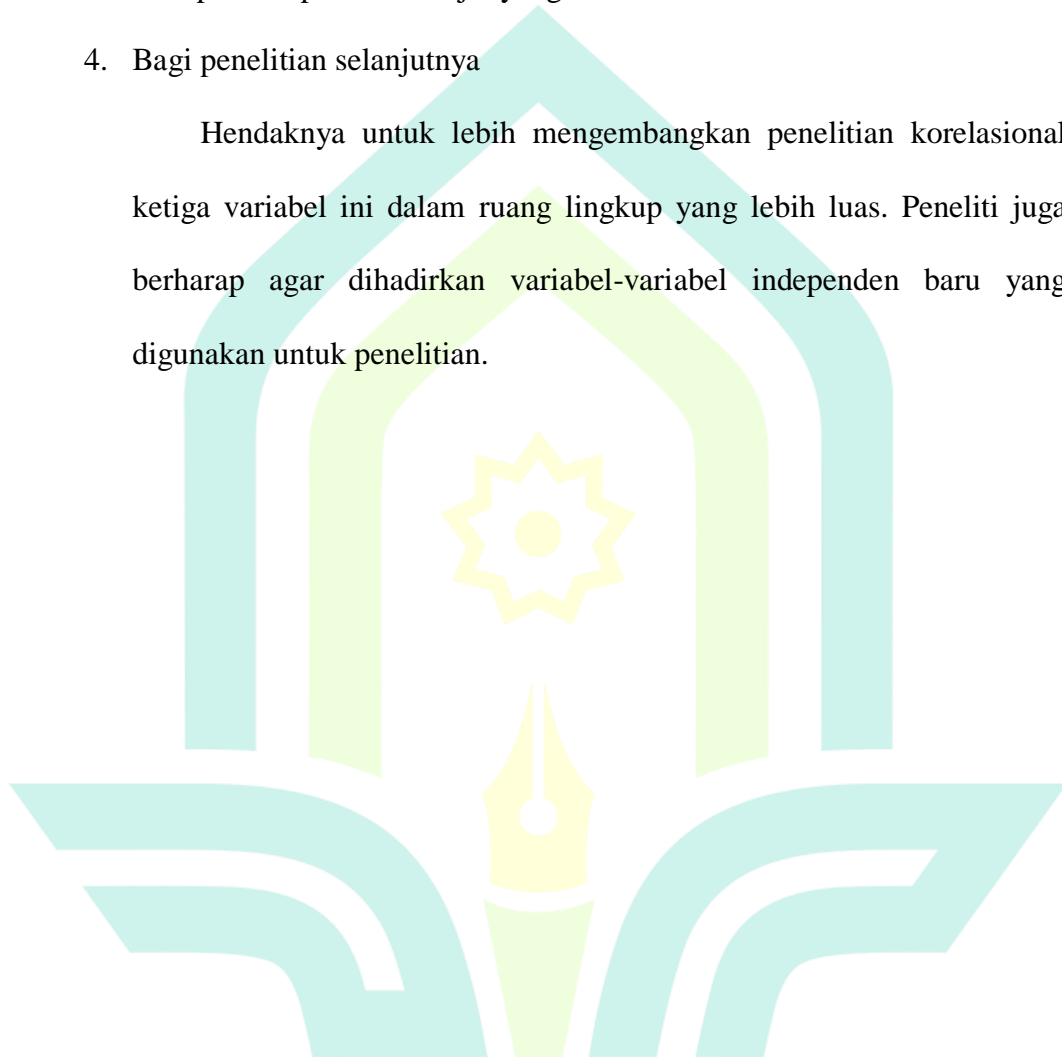 4. Bagi penelitian selanjutnya
Hendaknya untuk lebih mengembangkan penelitian korelasional
ketiga variabel ini dalam ruang lingkup yang lebih luas. Peneliti juga
berharap agar dihadirkan variabel-variabel independen baru yang
digunakan untuk penelitian.